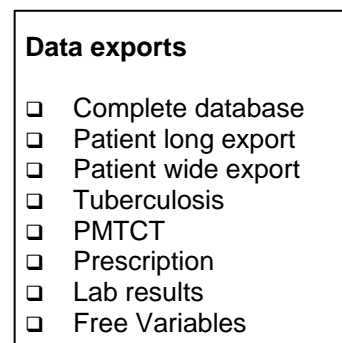 Data exports
❑ Complete database
❑ Patient long export
❑ Patient wide export
❑ Tuberculosis
❑ PMTCT
❑ Prescription
❑ Lab results
❑ Free Variables